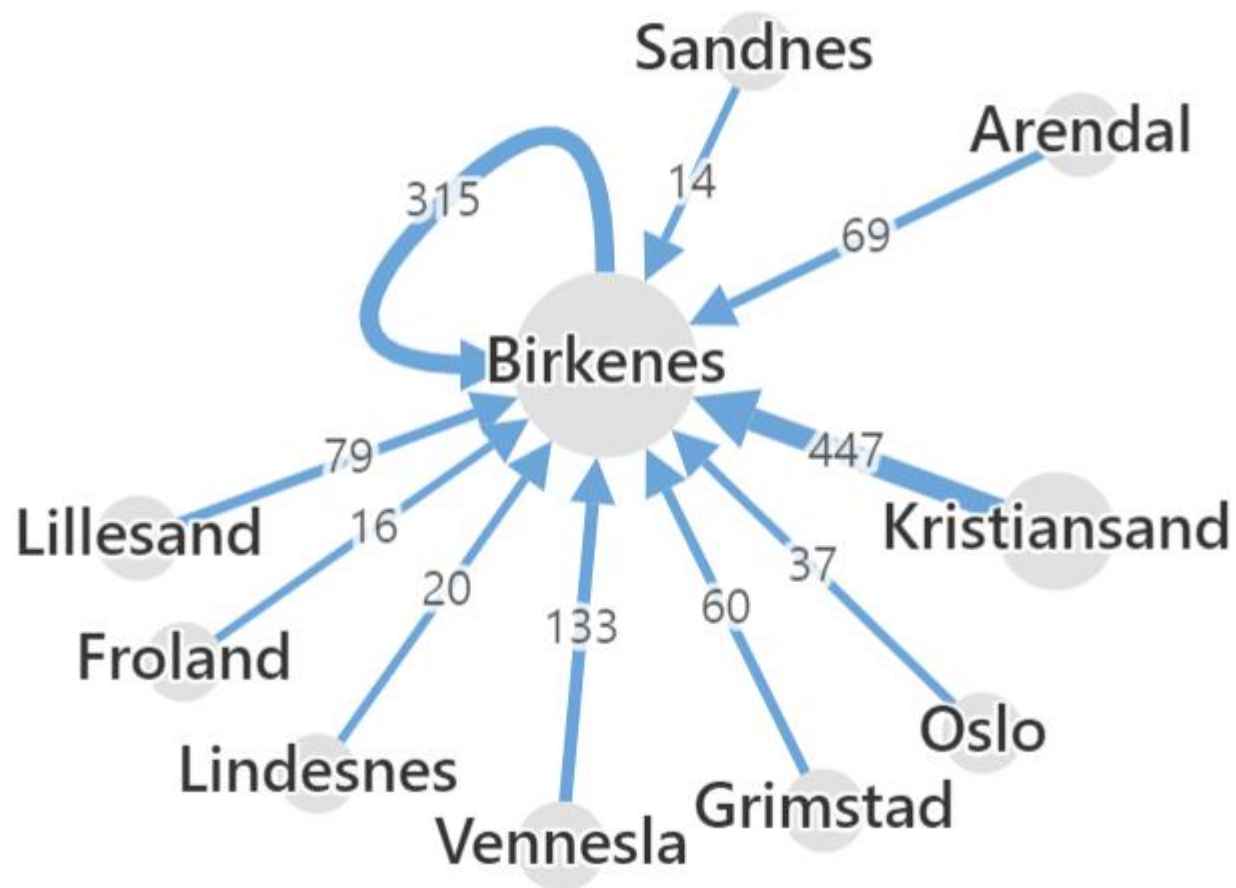 Sandnes
Arendal
315
14
69
Birkenes
79
447
Lillesand
16
Kristiansand
20
37
60
133
Froland
Oslo
Lindesnes
Grimstad
Vennesla